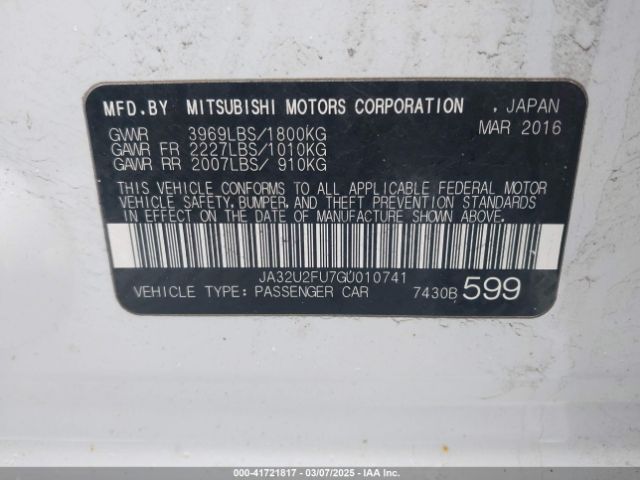 MFD.BY MITSUBISHI MOTORS CORPORATION , JAPAN
MAR 2016
GVWR 3969LBS/1800KG
GAWR FR 2227LBS/1010KG
GAWR RR 2007LBS/ 910KG
THIS VEHICLE CONFORMS TO ALL APPLICABLE FEDERAL MOTOR
VEHICLE SAFETY, BUMPER, AND THEFT PREVENTION STANDARDS
IN EFFECT ON THE DATE OF MANUFACTURE SHOWN ABOVE.
JA32U2FU7GU010741
VEHICLE TYPE: PASSENGER CAR 7430B 599
000-41721817 - 03/07/2025 - IAAI.COM